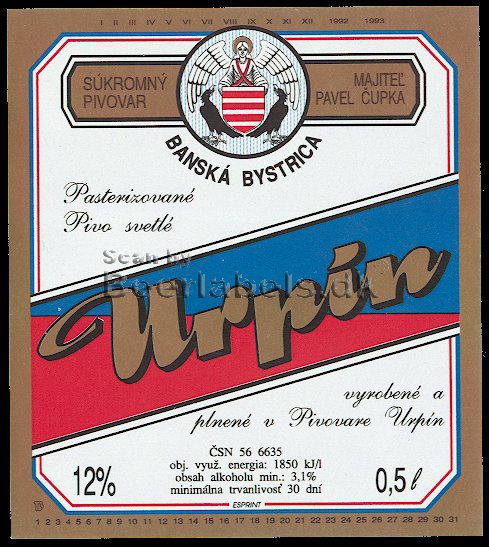 I II III IV V VI VII VIII IX X XI XII 1992 1993
SÚKROMNÝ
PIVOVAR
MAJITEĽ
PAVEL ČUPKA
BANSKÁ BYSTRICA
Pasterizované
Pivo svetlé
Scan by
Beerlabels.dk
Urpín
vyrobené a
plnené v Pivovare Urpín
ČSN 56 6635
obj. využ. energia: 1850 kJ/l
obsah alkoholu min.: 3,1%
minimálna trvanlivosť 30 dní
12%
0,5 ℓ
ESPRINT
1 2 3 4 5 6 7 8 9 10 11 12 13 14 15 16 17 18 19 20 21 22 23 24 25 26 27 28 29 30 31